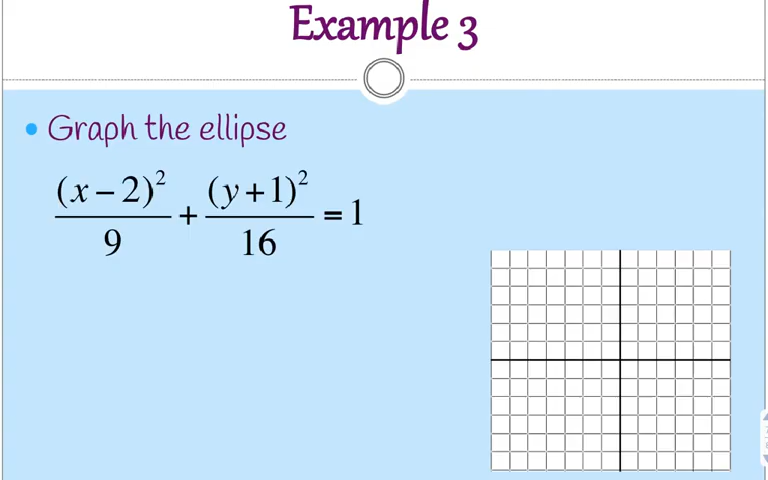 Example 3
• Graph the ellipse
(x − 2)² / 9 + (y + 1)² / 16 = 1